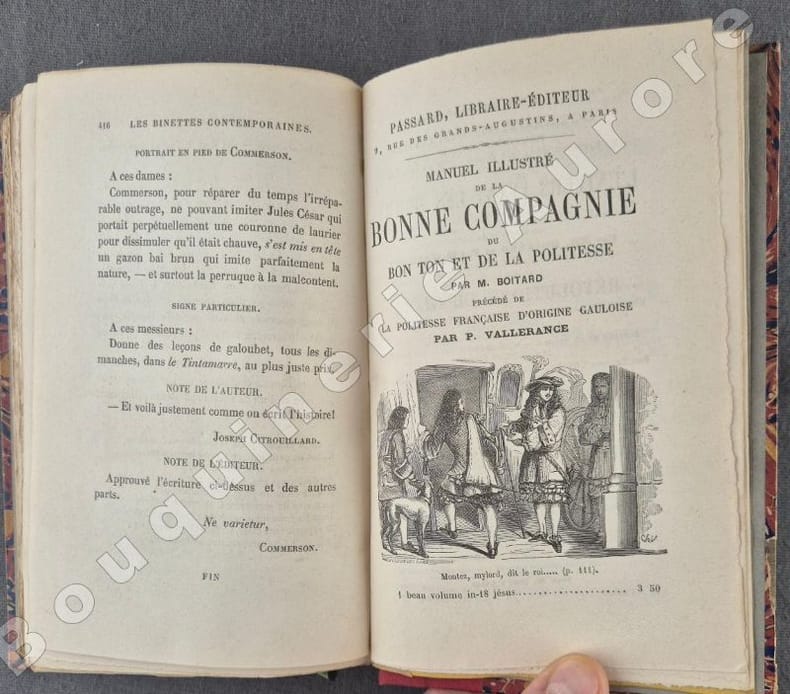 416 LES BINETTES CONTEMPORAINES.
PORTRAIT EN PIED DE COMMERSON.
A ces dames :
Commerson, pour réparer du temps l'irrépa-
rable outrage, ne pouvant imiter Jules César qui
portait perpétuellement une couronne de laurier
pour dissimuler qu'il était chauve, s'est mis en tête
un gazon bai brun qui imite parfaitement la
nature, — et surtout la perruque à la malcontent.
SIGNE PARTICULIER.
A ces messieurs :
Donne des leçons de galoubet, tous les di-
manches, dans le Tintamarre, au plus juste prix.
NOTE DE L'AUTEUR.
— Et voilà justement comme on écrit l'histoire!
JOSEPH CITROUILLARD.
NOTE DE L'ÉDITEUR.
Approuvé l'écriture ci-dessus et des autres
parts.
Ne varietur,
COMMERSON.
FIN
PASSARD, LIBRAIRE-ÉDITEUR
9, RUE DES GRANDS-AUGUSTINS, A PARIS
MANUEL ILLUSTRÉ
DE LA
BONNE COMPAGNIE
DU
BON TON ET DE LA POLITESSE
PAR M. BOITARD
PRÉCÉDÉ DE
LA POLITESSE FRANÇAISE D'ORIGINE GAULOISE
PAR P. VALLERANCE
Montez, mylord, dit le roi..... (p. 111).
1 beau volume in-18 jésus........................ 3 50
Bouquinerie Aurore